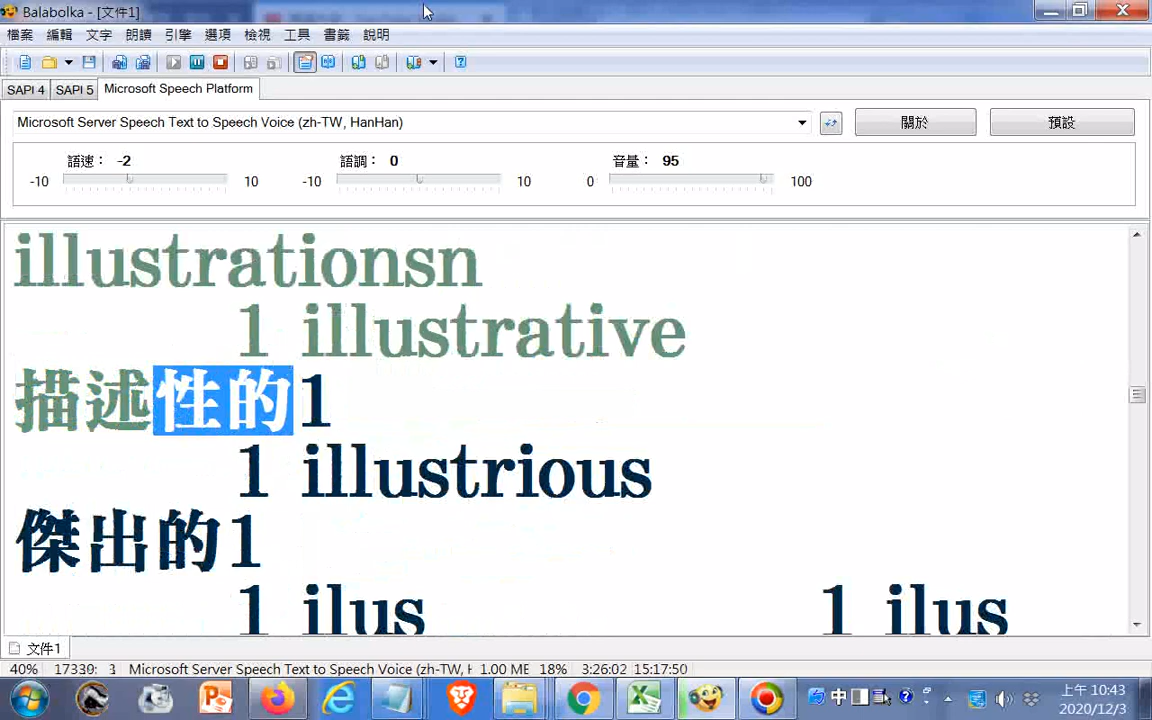 Balabolka - [文件1]
檔案 編輯 文字 朗讀 引擎 選項 檢視 工具 書籤 說明
SAPI 4 SAPI 5 Microsoft Speech Platform
Microsoft Server Speech Text to Speech Voice (zh-TW, HanHan) 關於 預設
語速： -2 語調： 0 音量： 95
-10 10 -10 10 0 100
illustrationsn
1 illustrative
描述性的1
1 illustrious
傑出的1
1 ilus 1 ilus
文件1
40% 17330: 3 Microsoft Server Speech Text to Speech Voice (zh-TW, H 1.00 ME 18% 3:26:02 15:17:50
中 上午 10:43
2020/12/3